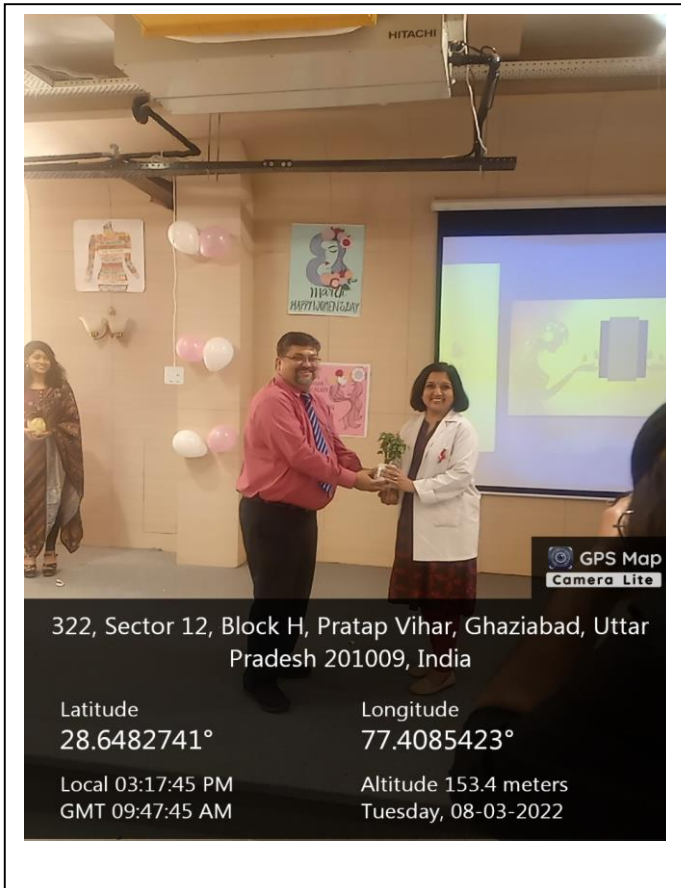 HITACHI
March
HAPPY WOMEN'S DAY
GPS Map
Camera Lite
322, Sector 12, Block H, Pratap Vihar, Ghaziabad, Uttar
Pradesh 201009, India
Latitude
28.6482741°
Longitude
77.4085423°
Local 03:17:45 PM
GMT 09:47:45 AM
Altitude 153.4 meters
Tuesday, 08-03-2022